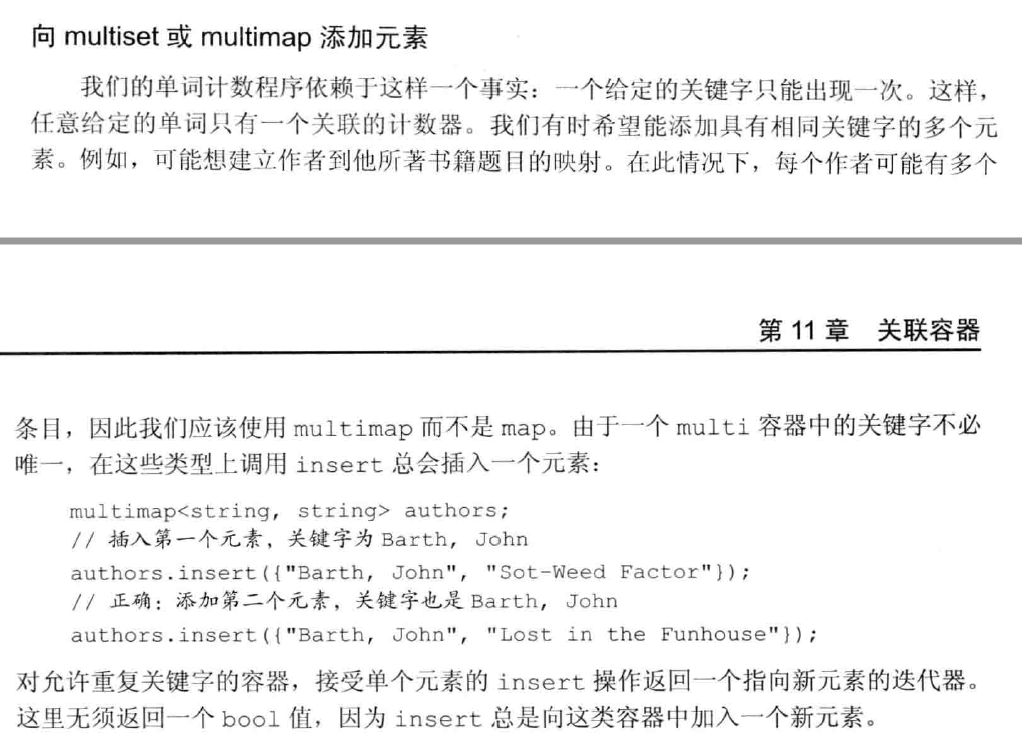 向 multiset 或 multimap 添加元素
我们的单词计数程序依赖于这样一个事实：一个给定的关键字只能出现一次。这样，
任意给定的单词只有一个关联的计数器。我们有时希望能添加具有相同关键字的多个元
素。例如，可能想建立作者到他所著书籍题目的映射。在此情况下，每个作者可能有多个
第 11 章 关联容器
条目，因此我们应该使用 multimap 而不是 map。由于一个 multi 容器中的关键字不必
唯一，在这些类型上调用 insert 总会插入一个元素：
multimap<string, string> authors;
// 插入第一个元素，关键字为 Barth, John
authors.insert({"Barth, John", "Sot-Weed Factor"});
// 正确：添加第二个元素，关键字也是 Barth, John
authors.insert({"Barth, John", "Lost in the Funhouse"});
对允许重复关键字的容器，接受单个元素的 insert 操作返回一个指向新元素的迭代器。
这里无须返回一个 bool 值，因为 insert 总是向这类容器中加入一个新元素。